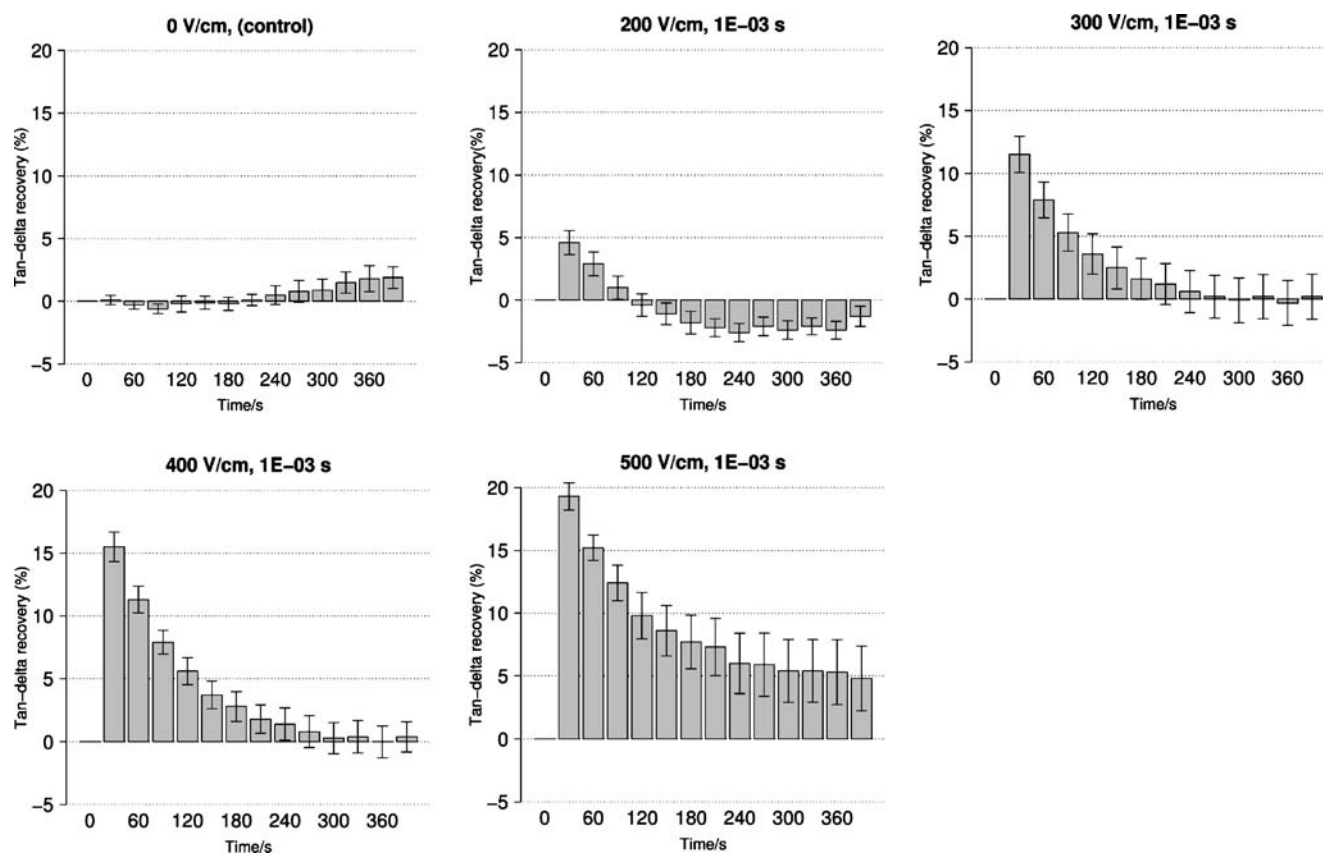 0 V/cm, (control)
20
15
10
5
0
−5
Tan−delta recovery (%)
0 60 120 180 240 300 360
Time/s
200 V/cm, 1E−03 s
20
15
10
5
0
−5
Tan−delta recovery(%)
0 60 120 180 240 300 360
Time/s
300 V/cm, 1E−03 s
20
15
10
5
0
−5
Tan−delta recovery (%)
0 60 120 180 240 300 360
Time/s
400 V/cm, 1E−03 s
20
15
10
5
0
−5
Tan−delta recovery (%)
0 60 120 180 240 300 360
Time/s
500 V/cm, 1E−03 s
20
15
10
5
0
−5
Tan−delta recovery (%)
0 60 120 180 240 300 360
Time/s